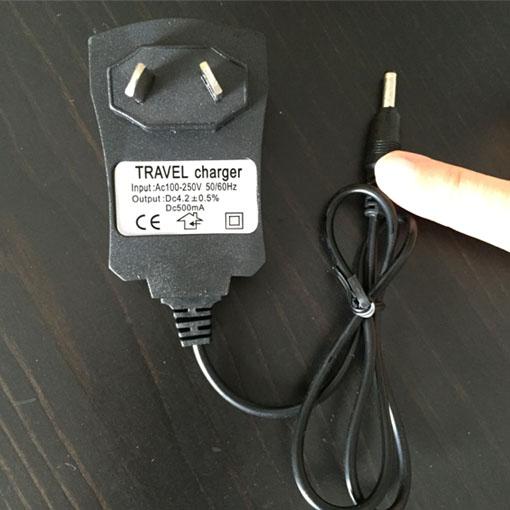 TRAVEL charger
Input:Ac100-250V 50/60Hz
Output:Dc4.2±0.5%
Dc500mA
CE